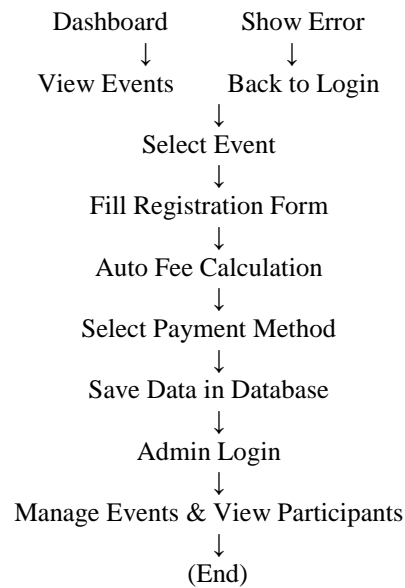 Dashboard Show Error
↓ ↓
View Events Back to Login
↓
Select Event
↓
Fill Registration Form
↓
Auto Fee Calculation
↓
Select Payment Method
↓
Save Data in Database
↓
Admin Login
↓
Manage Events & View Participants
↓
(End)